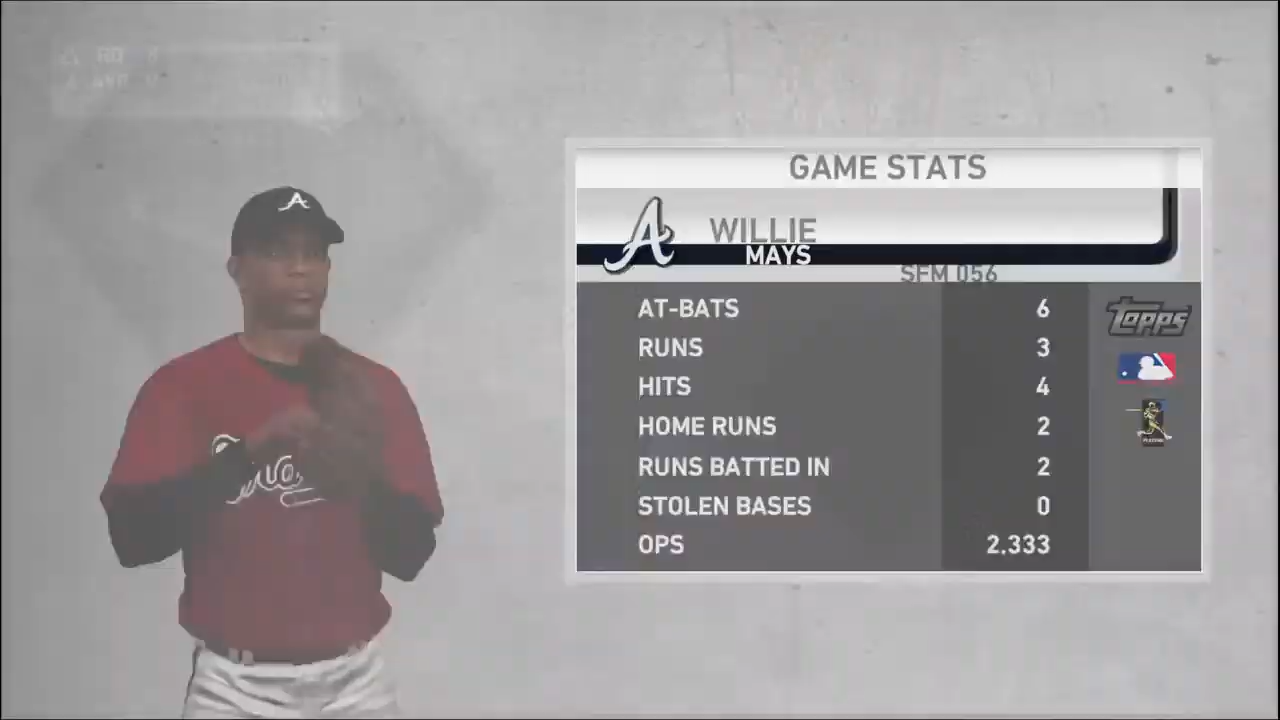 GAME STATS
A
WILLIE
MAYS
SFM 056
AT-BATS 6
RUNS 3
HITS 4
HOME RUNS 2
RUNS BATTED IN 2
STOLEN BASES 0
OPS 2.333
Topps
A